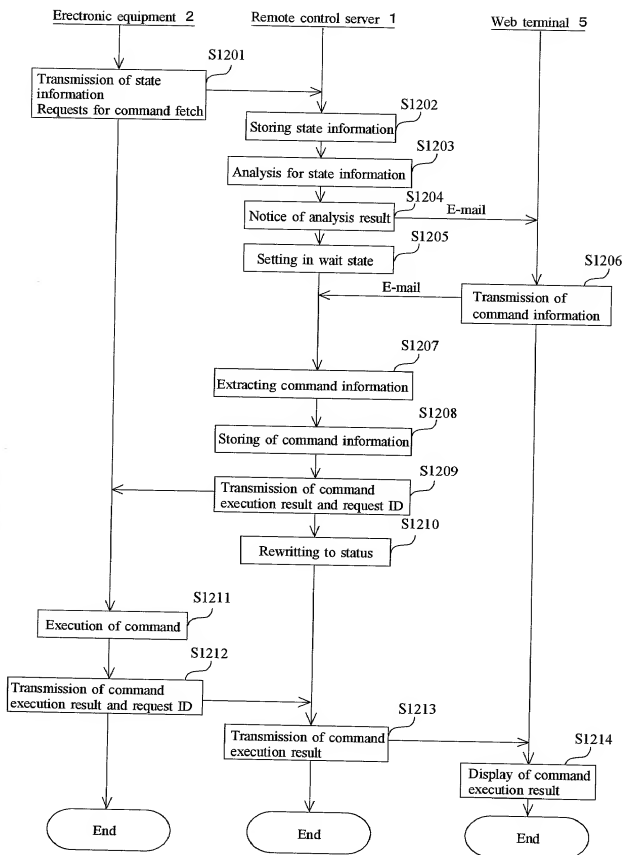 Erectronic equipment 2
Remote control server 1
Web terminal 5
S1201
Transmission of state
information
Requests for command fetch
S1202
Storing state information
S1203
Analysis for state information
S1204
Notice of analysis result
E-mail
S1205
Setting in wait state
S1206
E-mail
Transmission of
command information
S1207
Extracting command information
S1208
Storing of command information
S1209
Transmission of command
execution result and request ID
S1210
Rewritting to status
S1211
Execution of command
S1212
Transmission of command
execution result and request ID
S1213
Transmission of command
execution result
S1214
Display of command
execution result
End
End
End